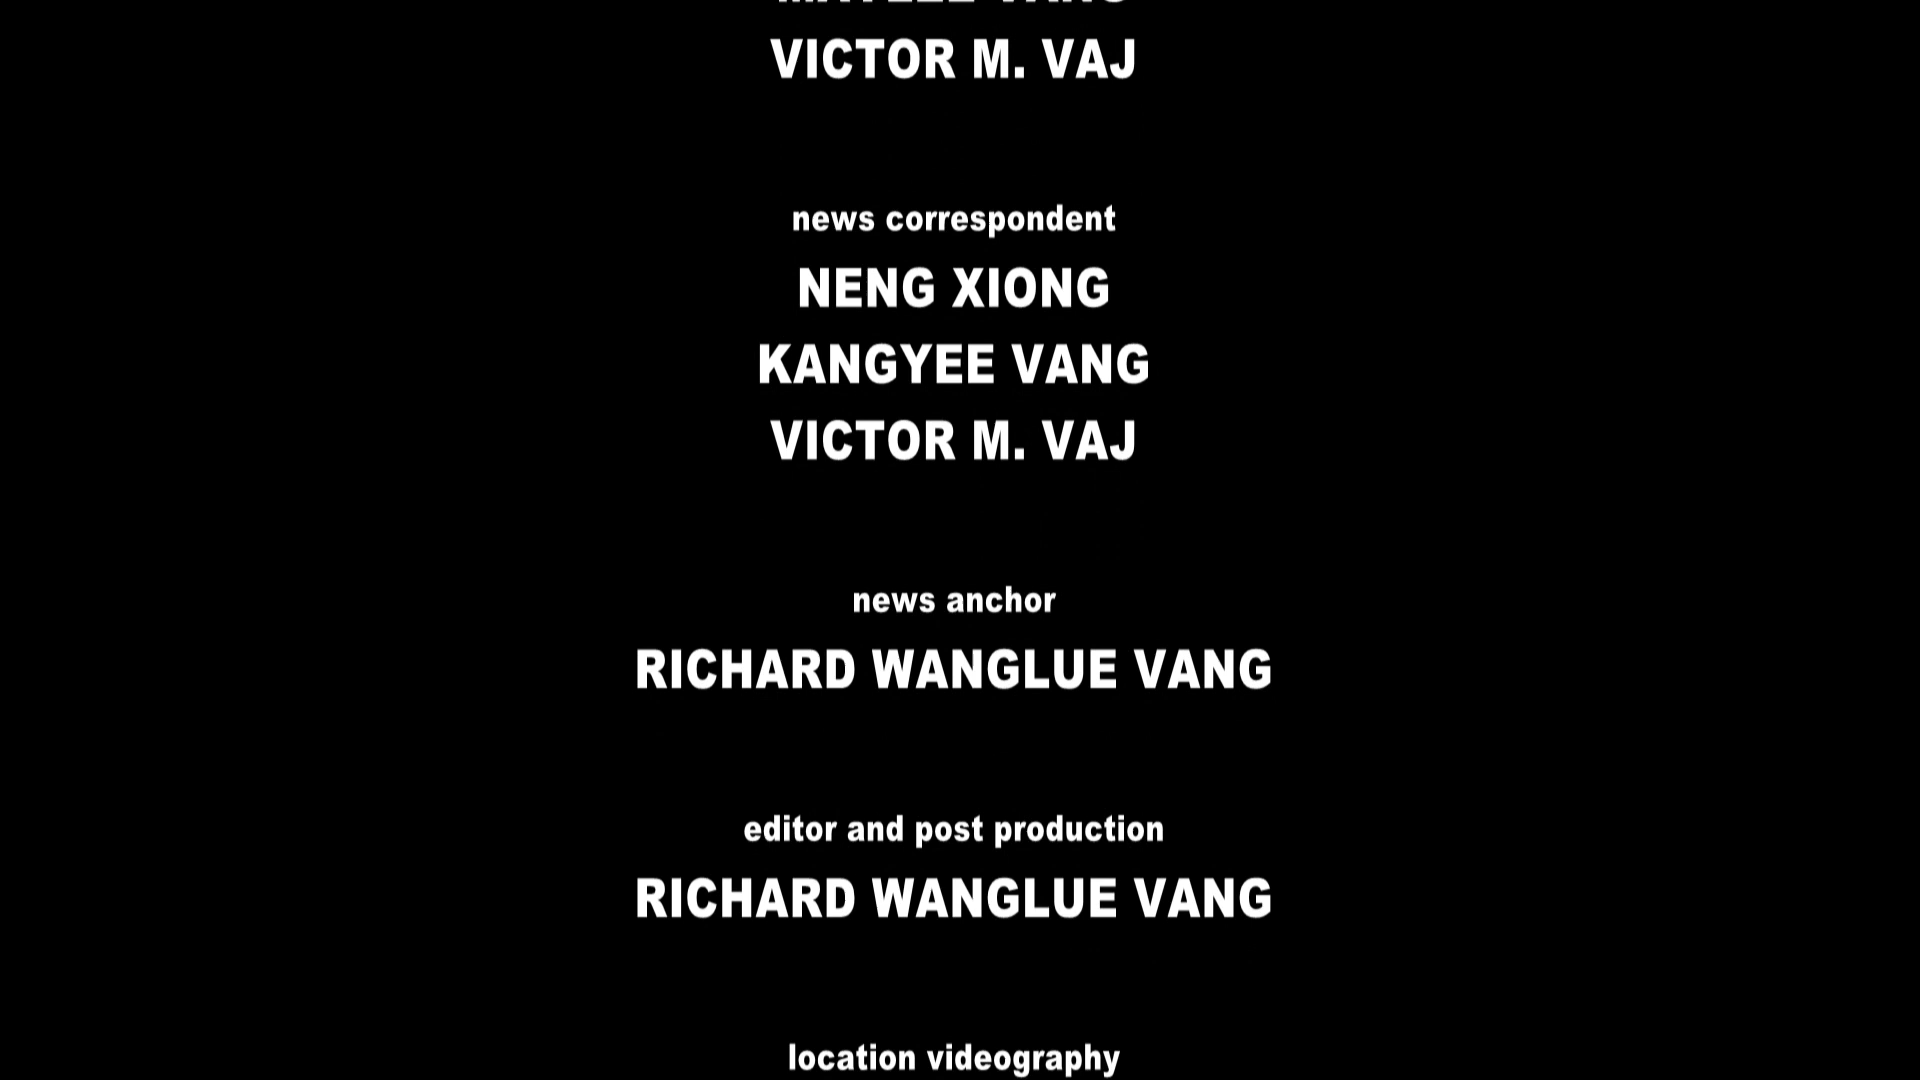 VICTOR M. VAJ
news correspondent
NENG XIONG
KANGYEE VANG
VICTOR M. VAJ
news anchor
RICHARD WANGLUE VANG
editor and post production
RICHARD WANGLUE VANG
location videography